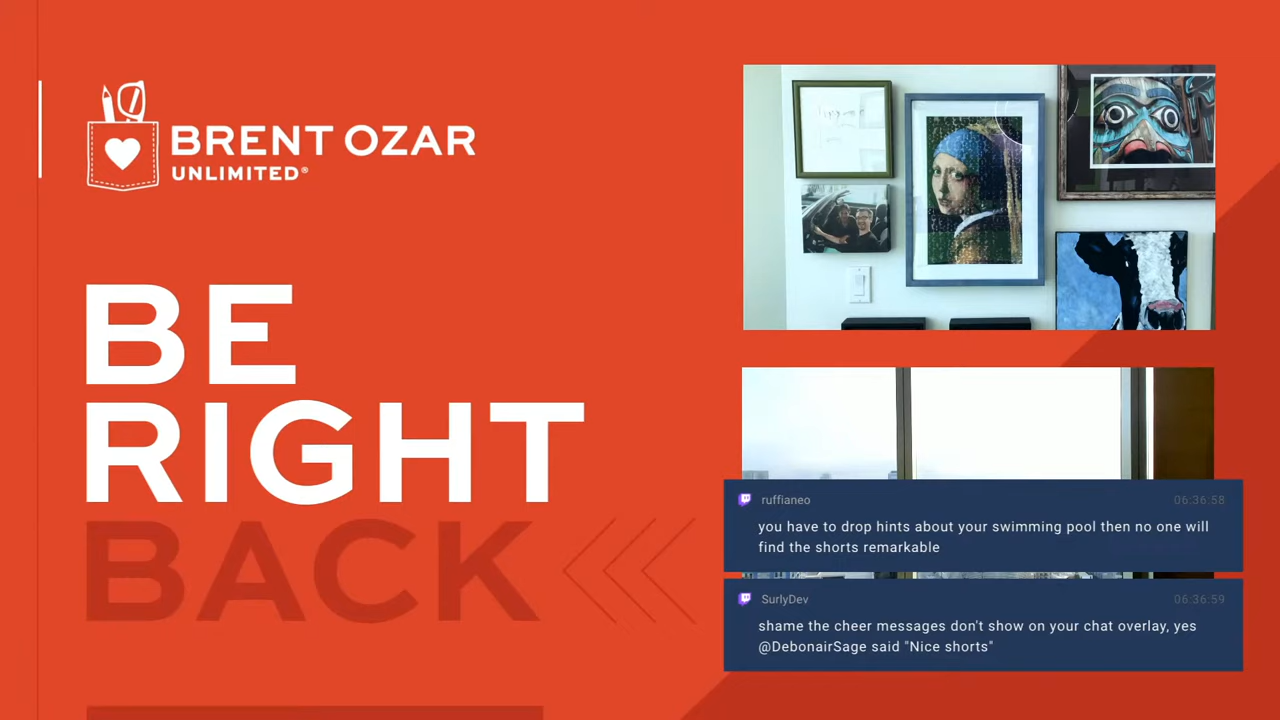 BRENT OZAR
UNLIMITED®
BE
RIGHT
BACK
ruffianeo 06:36:58
you have to drop hints about your swimming pool then no one will
find the shorts remarkable
SurlyDev 06:36:59
shame the cheer messages don't show on your chat overlay, yes
@DebonairSage said "Nice shorts"